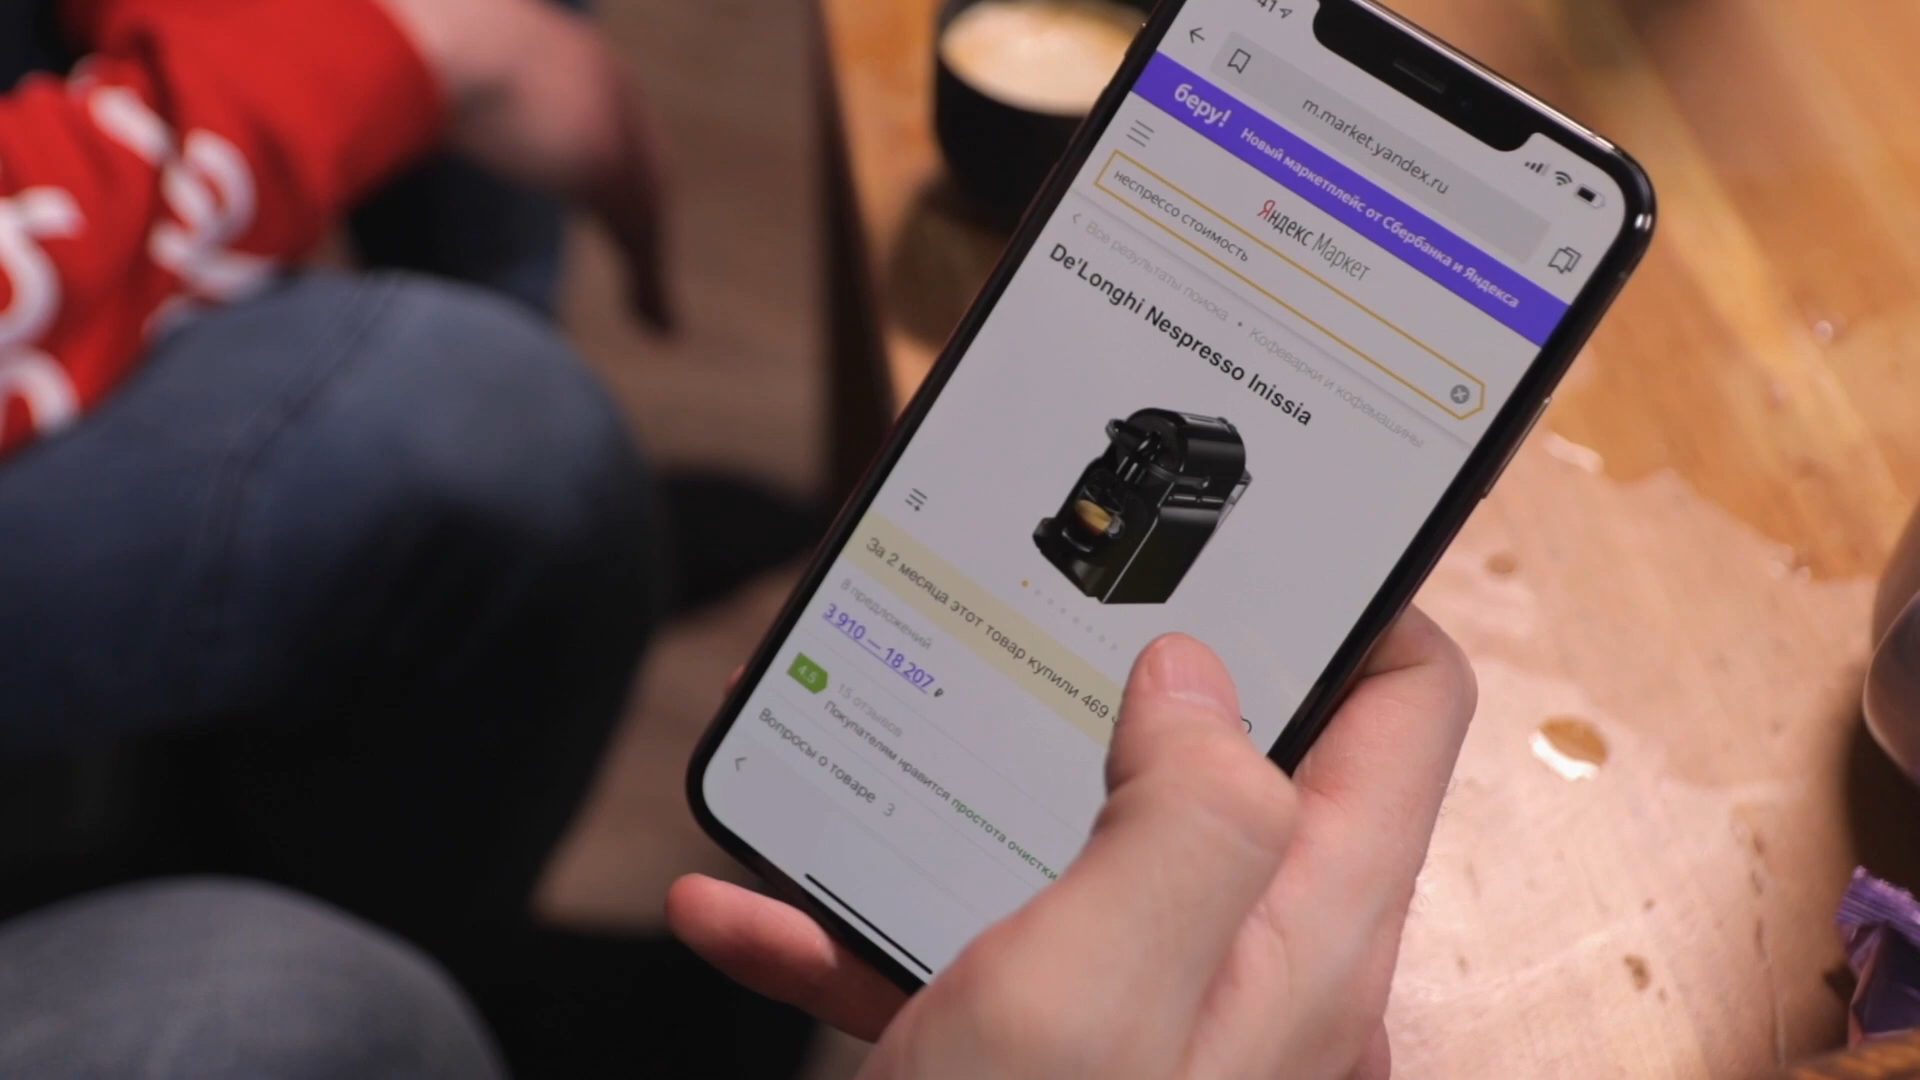 41
m.market.yandex.ru
беру! Новый маркетплейс от Сбербанка и Яндекса
Яндекс Маркет
неспрессо стоимость
Все результаты поиска • Кофеварки и кофемашины
De'Longhi Nespresso Inissia
За 2 месяца этот товар купили 469
8 предложений
3 910 — 18 207 ₽
4.5 15 отзывов
Покупателям нравится простота очистки
Вопросы о товаре 3